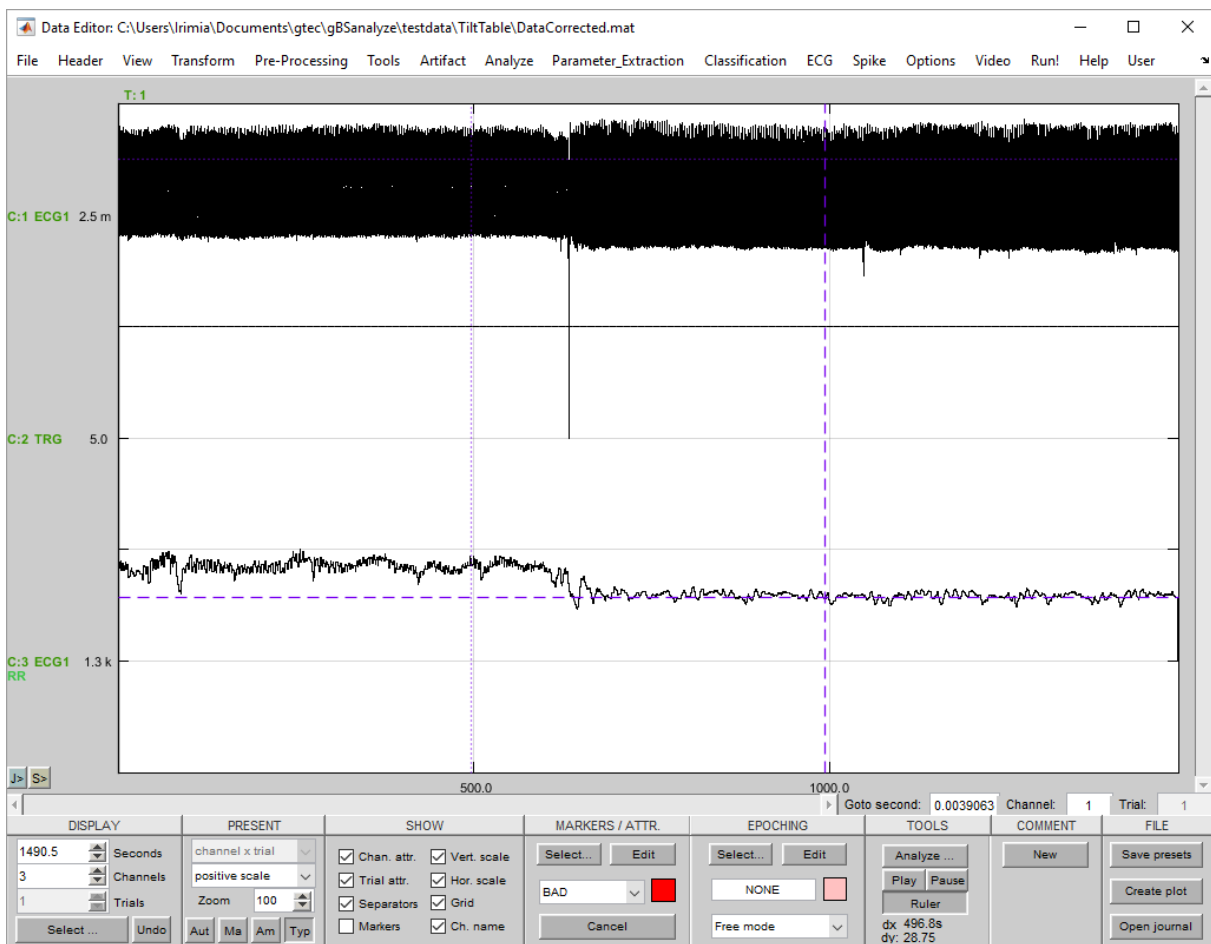 Data Editor: C:\Users\Irimia\Documents\gtec\gBSanalyze\testdata\TiltTable\DataCorrected.mat
File Header View Transform Pre-Processing Tools Artifact Analyze Parameter_Extraction Classification ECG Spike Options Video Run! Help User
T: 1
C:1 ECG1 2.5 m
C:2 TRG 5.0
C:3 ECG1 1.3 k
RR
J> S>
500.0 1000.0
Goto second: 0.0039063 Channel: 1 Trial: 1
DISPLAY PRESENT SHOW MARKERS / ATTR. EPOCHING TOOLS COMMENT FILE
1490.5 Seconds channel x trial Chan. attr. Vert. scale Select... Edit Select... Edit Analyze ... New Save presets
3 Channels positive scale Trial attr. Hor. scale BAD NONE Play Pause Create plot
1 Trials Zoom 100 Separators Grid Ruler
Select ... Undo Aut Ma Am Typ Markers Ch. name Cancel Free mode dx 496.8s Open journal
dy: 28.75